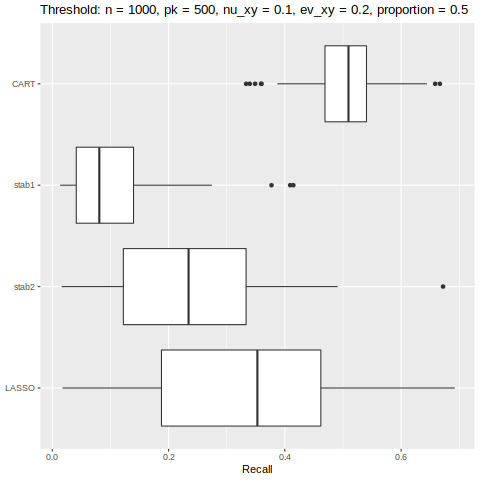 Threshold: n = 1000, pk = 500, nu_xy = 0.1, ev_xy = 0.2, proportion = 0.5
CART
stab1
stab2
LASSO
0.0 0.2 0.4 0.6
Recall